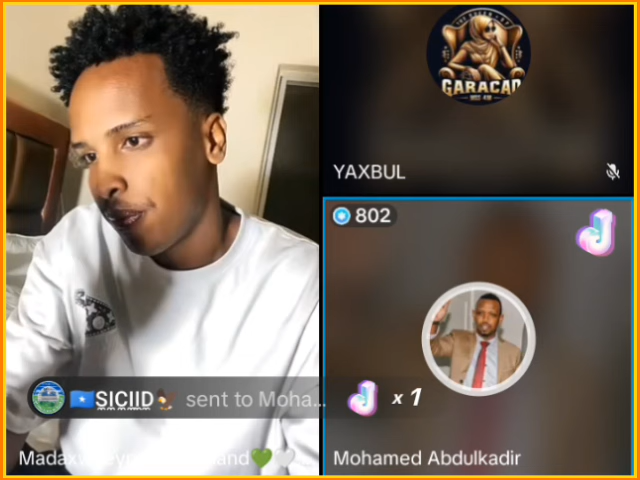 GARACAD
YAXBUL
802
SICIID sent to Moha...
x 1
Mohamed Abdulkadir